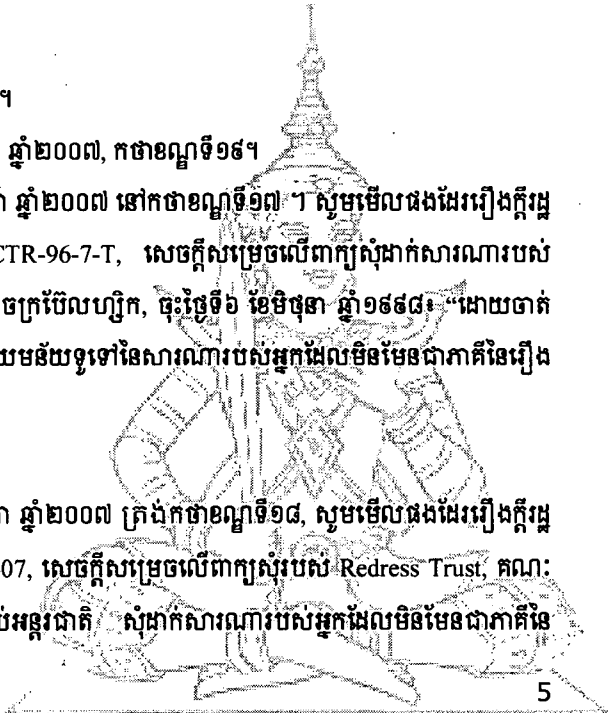 ។
ឆ្នាំ២០០៧, កថាខណ្ឌទី១៩។
ឆ្នាំ២០០៧ នៅកថាខណ្ឌទី១៧ ។ សូមមើលផងដែររឿងក្តីរដ្ឋ
CTR-96-7-T, សេចក្តីសម្រេចលើពាក្យសុំដាក់សារណារបស់
ចក្រប៊ែលហ្សិក, ចុះថ្ងៃទី៦ ខែមិថុនា ឆ្នាំ១៩៩៨៖ “ដោយចាត់
យមន័យទូទៅនៃសារណារបស់អ្នកដែលមិនមែនជាភាគីនៃរឿង
ឆ្នាំ២០០៧ ត្រង់កថាខណ្ឌទី១៨, សូមមើលផងដែររឿងក្តីរដ្ឋ
07, សេចក្តីសម្រេចលើពាក្យសុំរបស់ Redress Trust, គណៈ
ប់អន្តរជាតិ សុំដាក់សារណារបស់អ្នកដែលមិនមែនជាភាគីនៃ
5